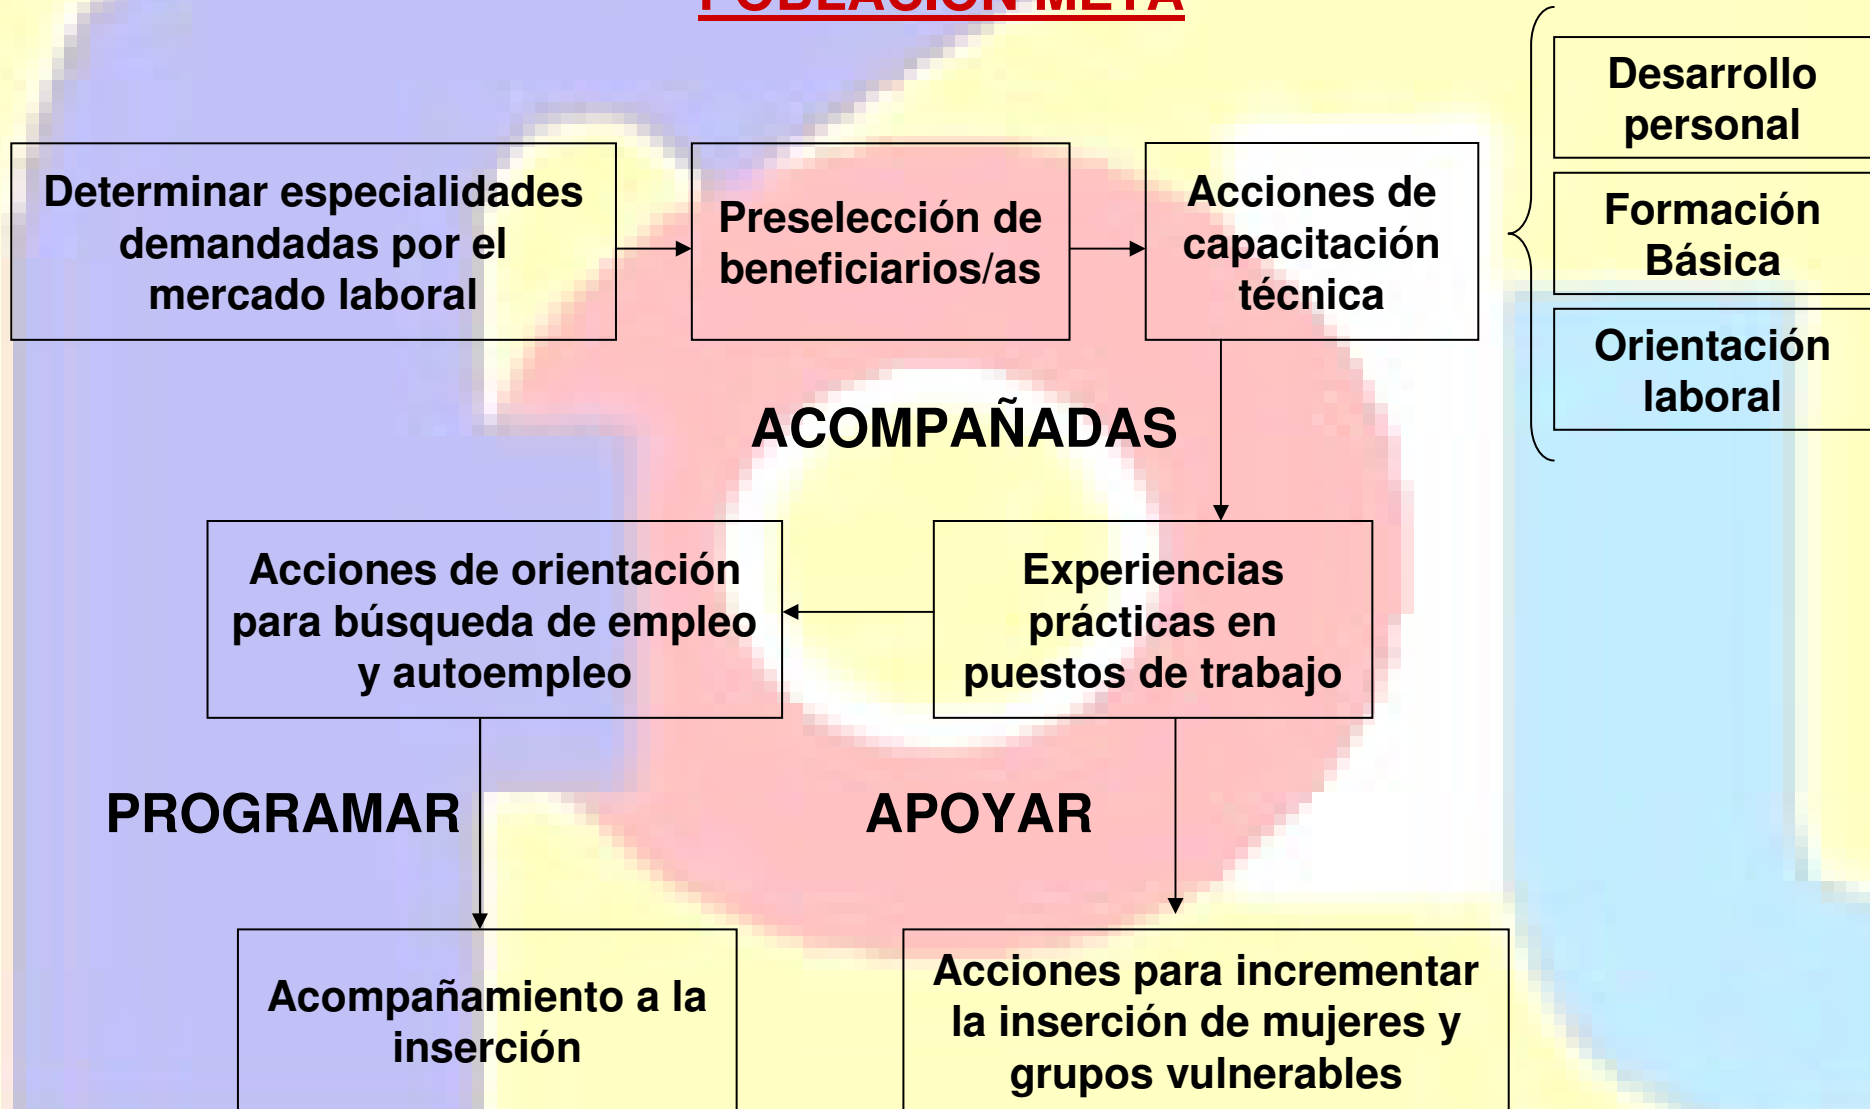 POBLACIÓN META
Determinar especialidades
demandadas por el
mercado laboral
Preselección de
beneficiarios/as
Acciones de
capacitación
técnica
Desarrollo
personal
Formación
Básica
Orientación
laboral
ACOMPAÑADAS
Acciones de orientación
para búsqueda de empleo
y autoempleo
Experiencias
prácticas en
puestos de trabajo
PROGRAMAR
APOYAR
Acompañamiento a la
inserción
Acciones para incrementar
la inserción de mujeres y
grupos vulnerables